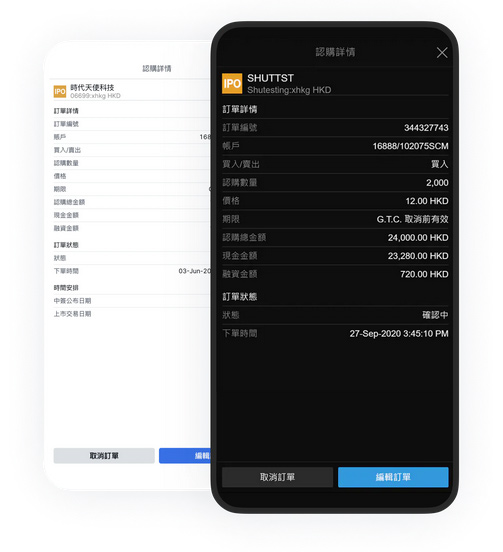 認購詳情
IPO
時代天使科技
06699:xhkg HKD
訂單詳情
訂單編號
帳戶 168
買入/賣出
認購數量
價格
期限
認購總金額
現金金額
融資金額
訂單狀態
狀態
下單時間 03-Jun-20
時間安排
中簽公布日期
上市交易日期
取消訂單 編輯
認購詳情
IPO
SHUTTST
Shutesting:xhkg HKD
訂單詳情
訂單編號 344327743
帳戶 16888/102075SCM
買入/賣出 買入
認購數量 2,000
價格 12.00 HKD
期限 G.T.C. 取消前有效
認購總金額 24,000.00 HKD
現金金額 23,280.00 HKD
融資金額 720.00 HKD
訂單狀態
狀態 確認中
下單時間 27-Sep-2020 3:45:10 PM
取消訂單 編輯訂單